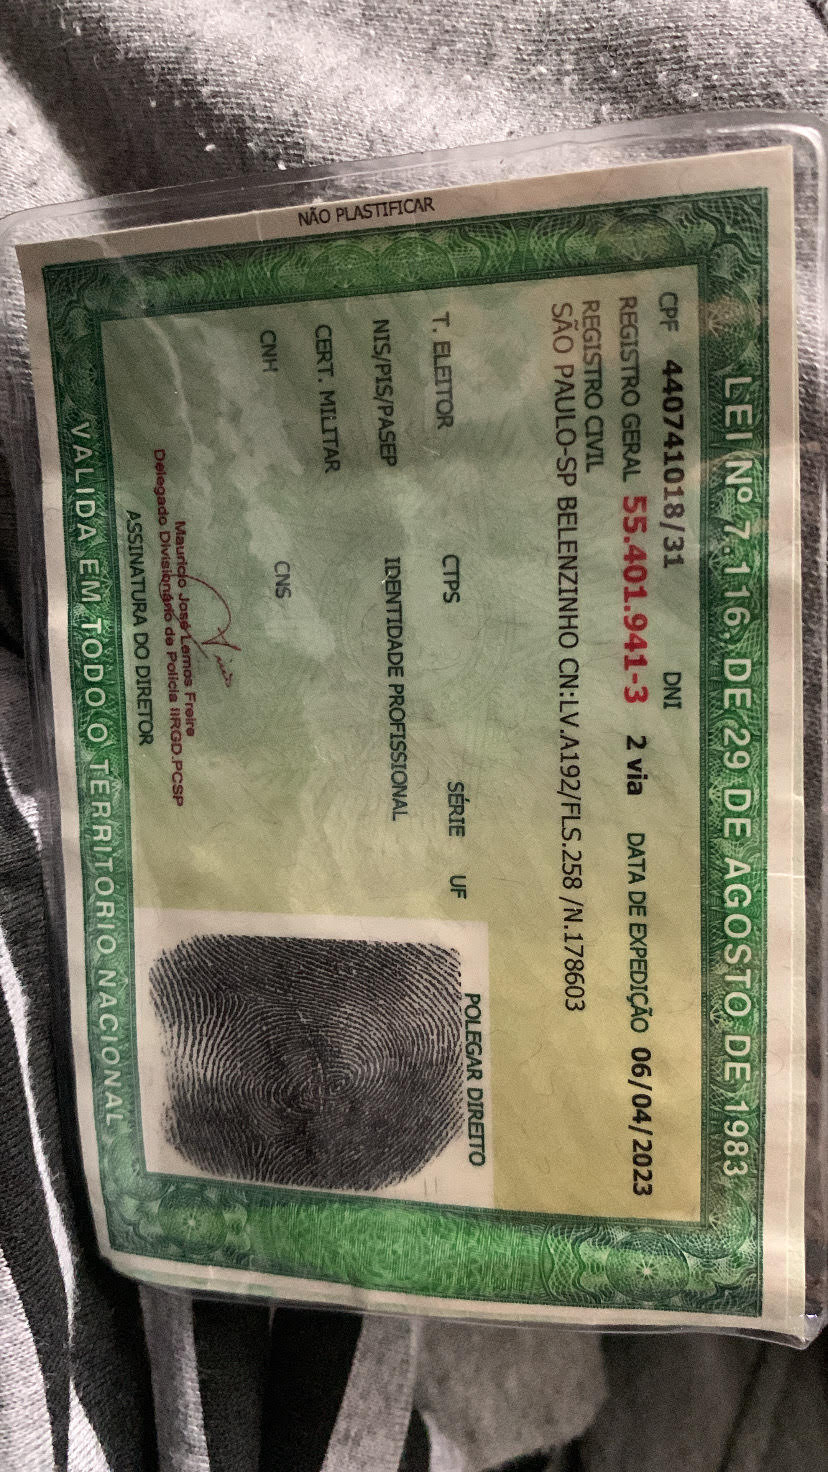 NÃO PLASTIFICAR
LEI Nº 7.116, DE 29 DE AGOSTO DE 1983
CPF 440741018/31 DNI
REGISTRO GERAL 55.401.941-3 2 via DATA DE EXPEDIÇÃO 06/04/2023
REGISTRO CIVIL
SÃO PAULO-SP BELENZINHO CN:LV.A192/FLS.258 /N.178603
T. ELEITOR CTPS SÉRIE UF
NIS/PIS/PASEP IDENTIDADE PROFISSIONAL
CERT. MILITAR
CNH CNS
POLEGAR DIREITO
Maurício José Lemos Freire
Delegado Divisionário de Polícia IIRGD.PCSP
ASSINATURA DO DIRETOR
VALIDA EM TODO O TERRITORIO NACIONAL